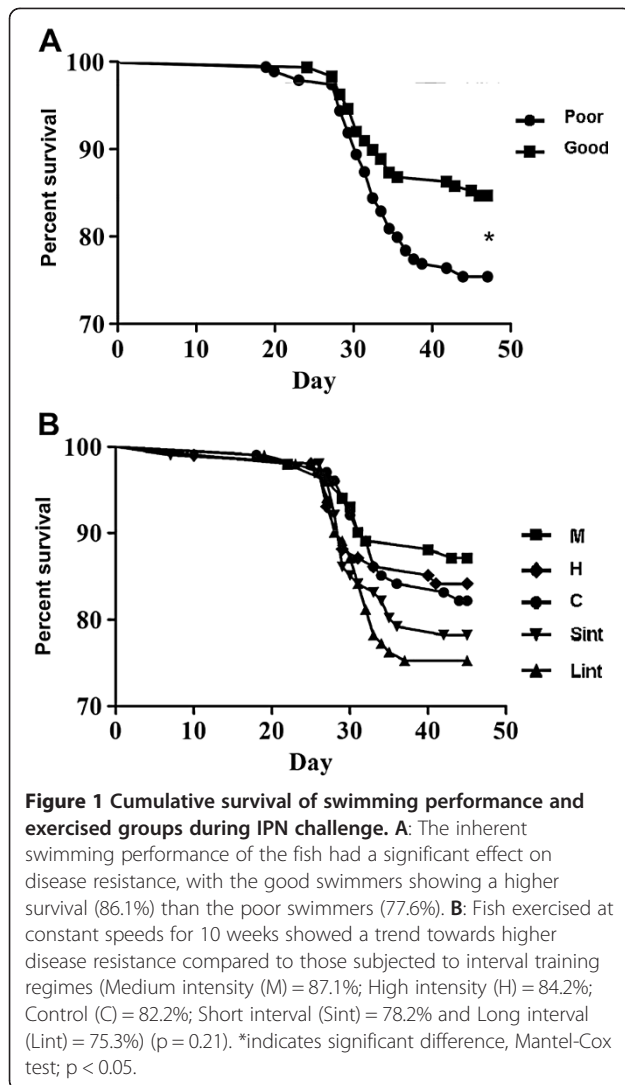 A
100
90
80
70
Percent survival
0 10 20 30 40 50
Day
Poor
Good
*
B
100
90
80
70
Percent survival
0 10 20 30 40 50
Day
M
H
C
Sint
Lint
Figure 1 Cumulative survival of swimming performance and
exercised groups during IPN challenge. A: The inherent
swimming performance of the fish had a significant effect on
disease resistance, with the good swimmers showing a higher
survival (86.1%) than the poor swimmers (77.6%). B: Fish exercised at
constant speeds for 10 weeks showed a trend towards higher
disease resistance compared to those subjected to interval training
regimes (Medium intensity (M) = 87.1%; High intensity (H) = 84.2%;
Control (C) = 82.2%; Short interval (Sint) = 78.2% and Long interval
(Lint) = 75.3%) (p = 0.21). *indicates significant difference, Mantel-Cox
test; p < 0.05.